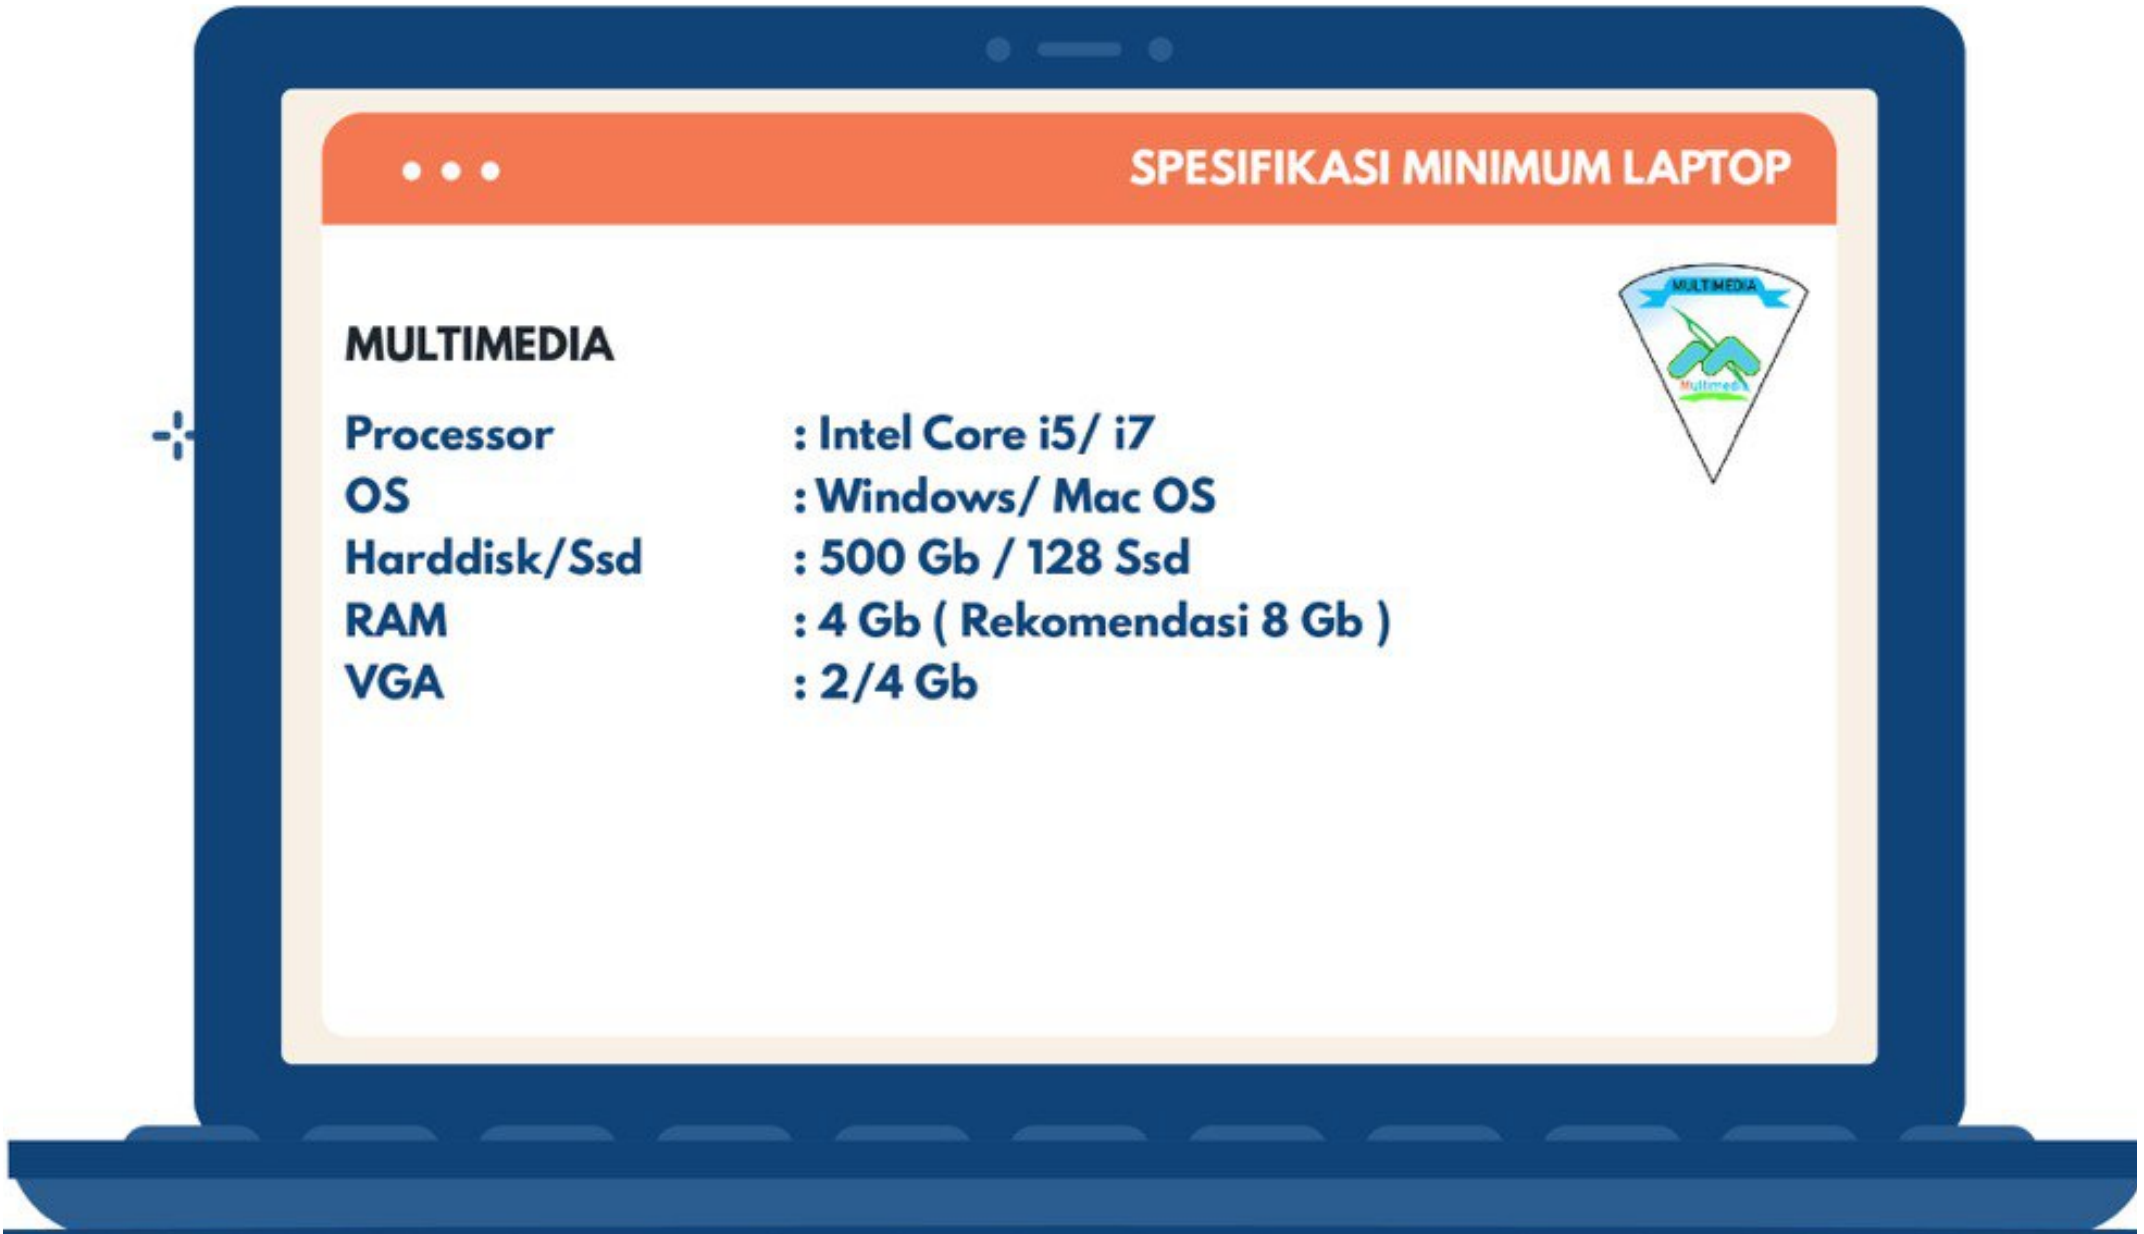 SPESIFIKASI MINIMUM LAPTOP
MULTIMEDIA
MULTIMEDIA
Multimedia
Processor : Intel Core i5/ i7
OS : Windows/ Mac OS
Harddisk/Ssd : 500 Gb / 128 Ssd
RAM : 4 Gb ( Rekomendasi 8 Gb )
VGA : 2/4 Gb